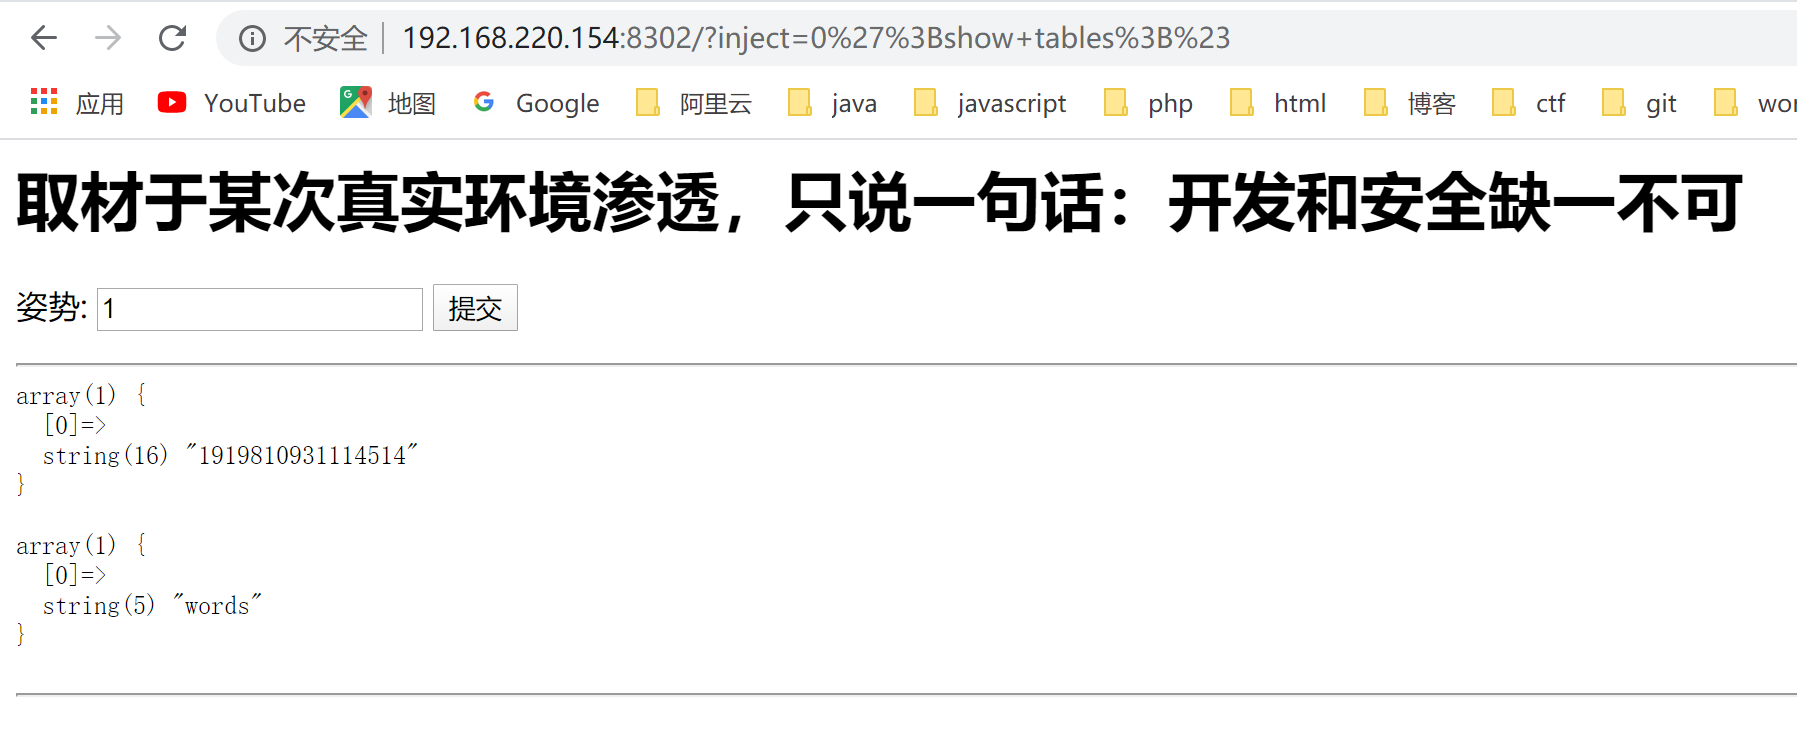 不安全 192.168.220.154:8302/?inject=0%27%3Bshow+tables%3B%23
应用 YouTube 地图 Google 阿里云 java javascript php html 博客 ctf git wor
取材于某次真实环境渗透，只说一句话：开发和安全缺一不可
姿势: 1 提交
array(1) {
  [0]=>
  string(16) "1919810931114514"
}
array(1) {
  [0]=>
  string(5) "words"
}